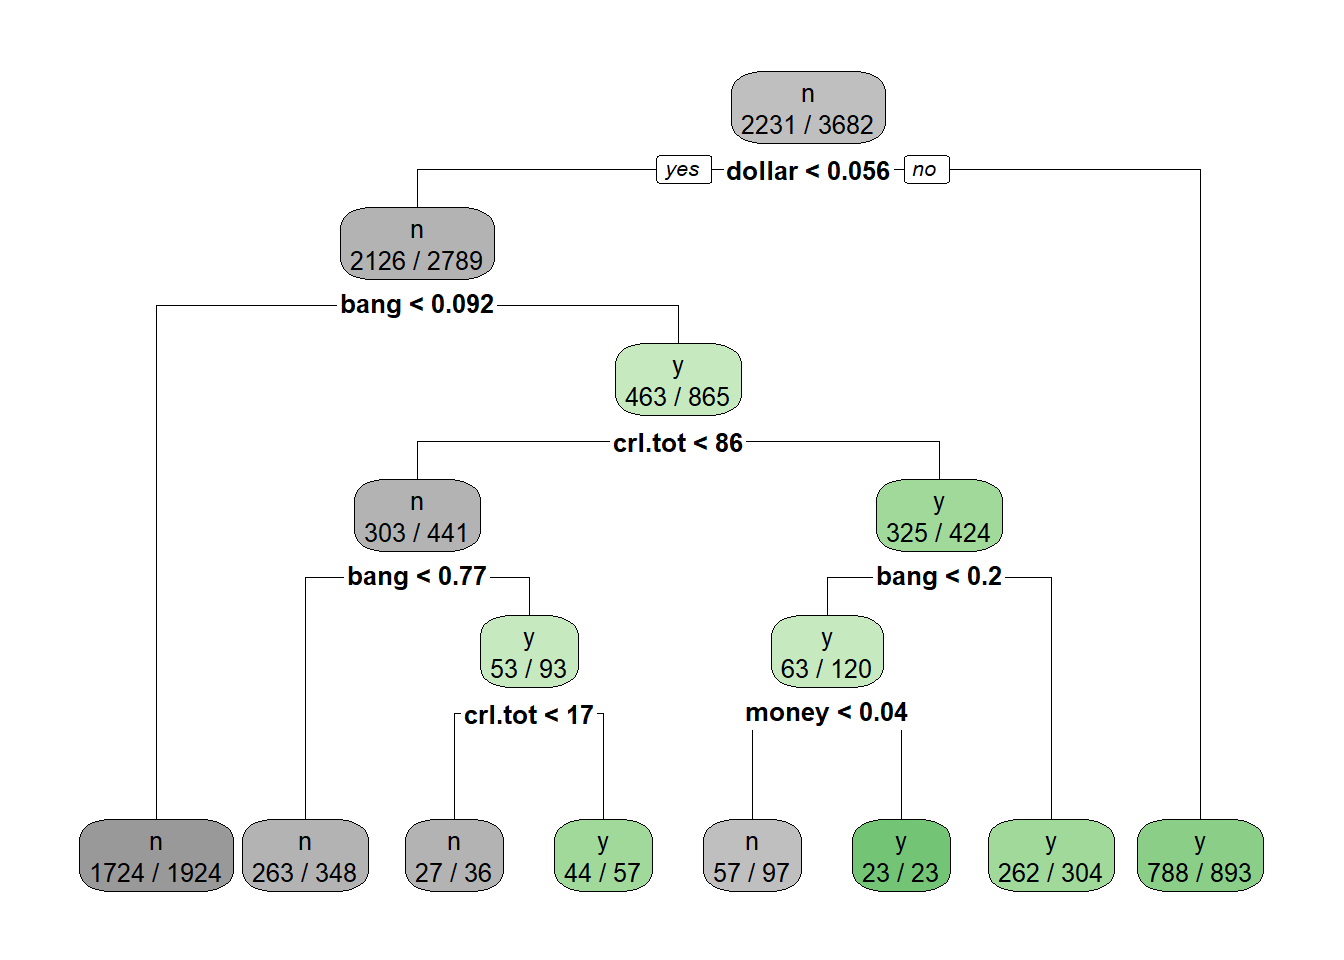 n
2231 / 3682
yes
dollar < 0.056
no
n
2126 / 2789
bang < 0.092
y
463 / 865
crl.tot < 86
n
303 / 441
y
325 / 424
bang < 0.77
bang < 0.2
y
53 / 93
y
63 / 120
crl.tot < 17
money < 0.04
n
1724 / 1924
n
263 / 348
n
27 / 36
y
44 / 57
n
57 / 97
y
23 / 23
y
262 / 304
y
788 / 893